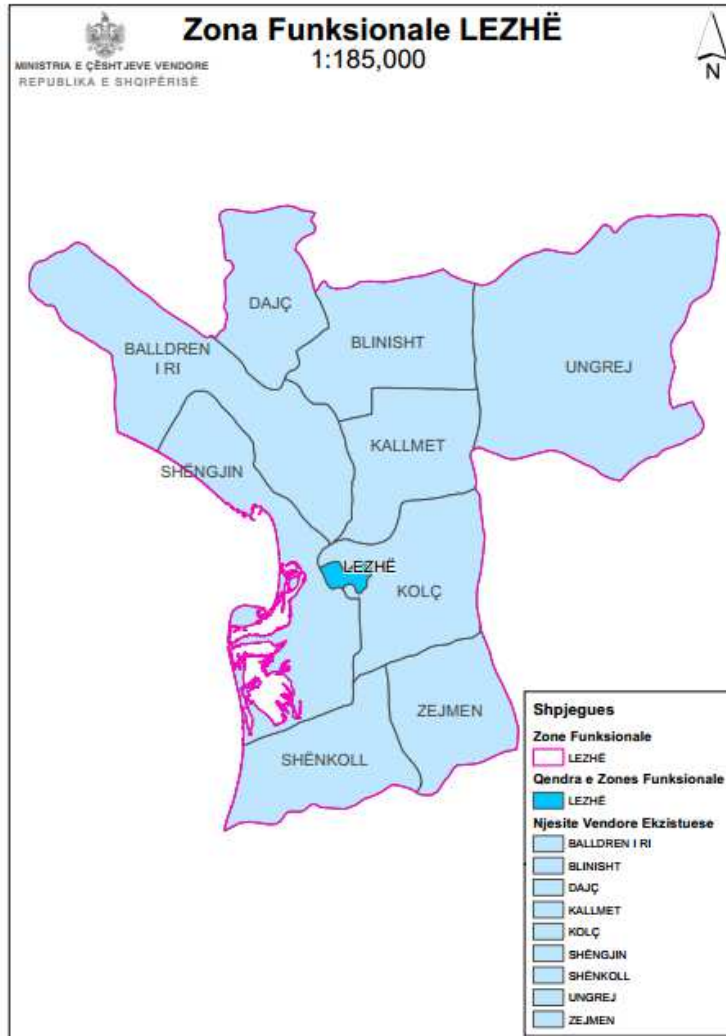 Zona Funksionale LEZHË
1:185,000
MINISTRIA E ÇËSHTJEVE VENDORE
REPUBLIKA E SHQIPËRISË
N
DAJÇ
BALLDREN
I RI
BLINISHT
UNGREJ
KALLMET
SHËNGJIN
LEZHË
KOLÇ
ZEJMEN
SHËNKOLL
Shpjegues
Zone Funksionale
LEZHË
Qendra e Zones Funksionale
LEZHË
Njesite Vendore Ekzistuese
BALLDREN I RI
BLINISHT
DAJÇ
KALLMET
KOLÇ
SHËNGJIN
SHËNKOLL
UNGREJ
ZEJMEN